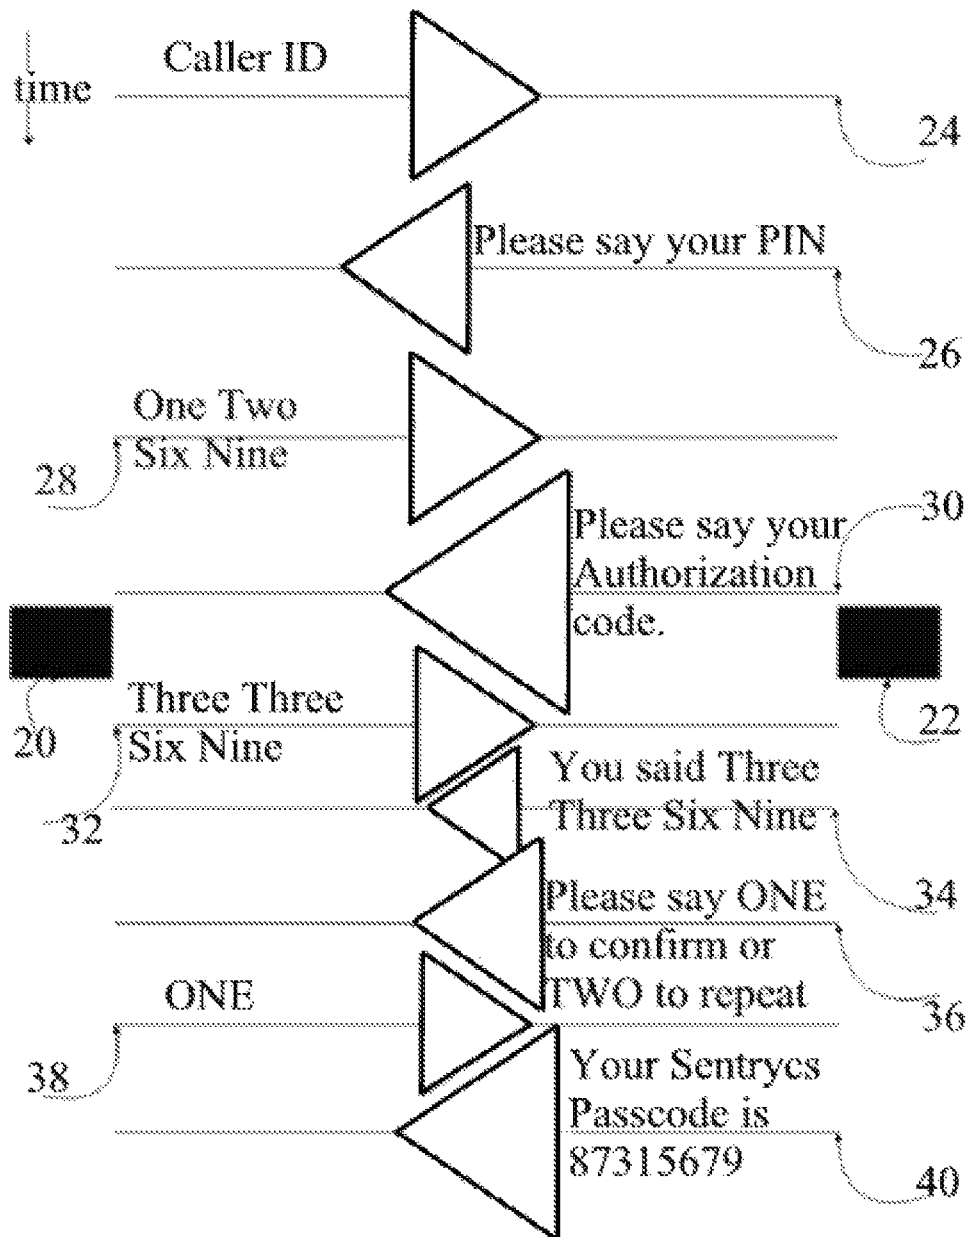 Caller ID
time
24
Please say your PIN
26
One Two
Six Nine
28
30
Please say your
Authorization
code.
20
22
Three Three
Six Nine
32
You said Three
Three Six Nine
34
Please say ONE
to confirm or
TWO to repeat
36
ONE
38
Your Sentrycs
Passcode is
87315679
40